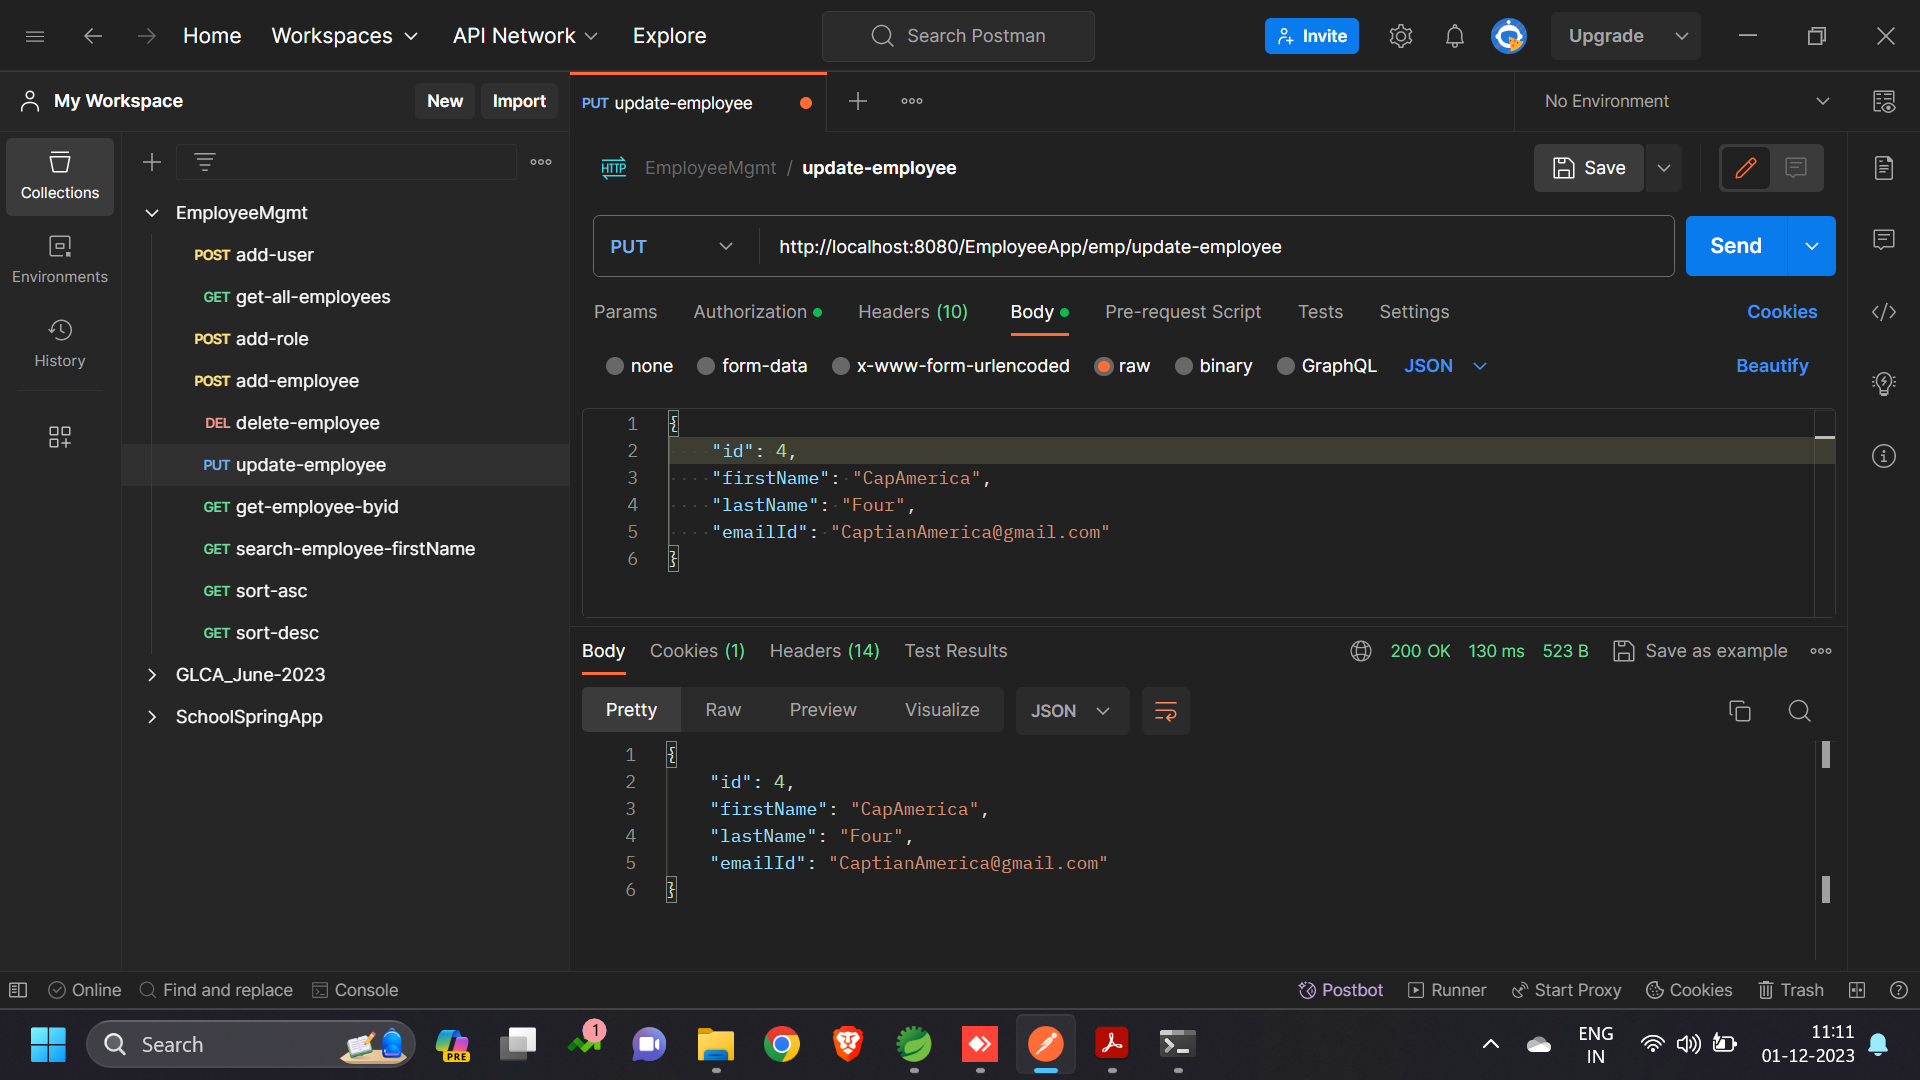 Home Workspaces API Network Explore Search Postman Invite Upgrade
My Workspace New Import PUT update-employee No Environment
Collections
Environments
History
EmployeeMgmt
POST add-user
GET get-all-employees
POST add-role
POST add-employee
DEL delete-employee
PUT update-employee
GET get-employee-byid
GET search-employee-firstName
GET sort-asc
GET sort-desc
GLCA_June-2023
SchoolSpringApp
HTTP EmployeeMgmt / update-employee Save
PUT http://localhost:8080/EmployeeApp/emp/update-employee Send
Params Authorization Headers (10) Body Pre-request Script Tests Settings Cookies
none form-data x-www-form-urlencoded raw binary GraphQL JSON Beautify
1 {
2 "id": 4,
3 "firstName": "CapAmerica",
4 "lastName": "Four",
5 "emailId": "CaptianAmerica@gmail.com"
6 }
Body Cookies (1) Headers (14) Test Results 200 OK 130 ms 523 B Save as example
Pretty Raw Preview Visualize JSON
1 {
2 "id": 4,
3 "firstName": "CapAmerica",
4 "lastName": "Four",
5 "emailId": "CaptianAmerica@gmail.com"
6 }
Online Find and replace Console Postbot Runner Start Proxy Cookies Trash
Search PRE 1 ENG 11:11
IN 01-12-2023